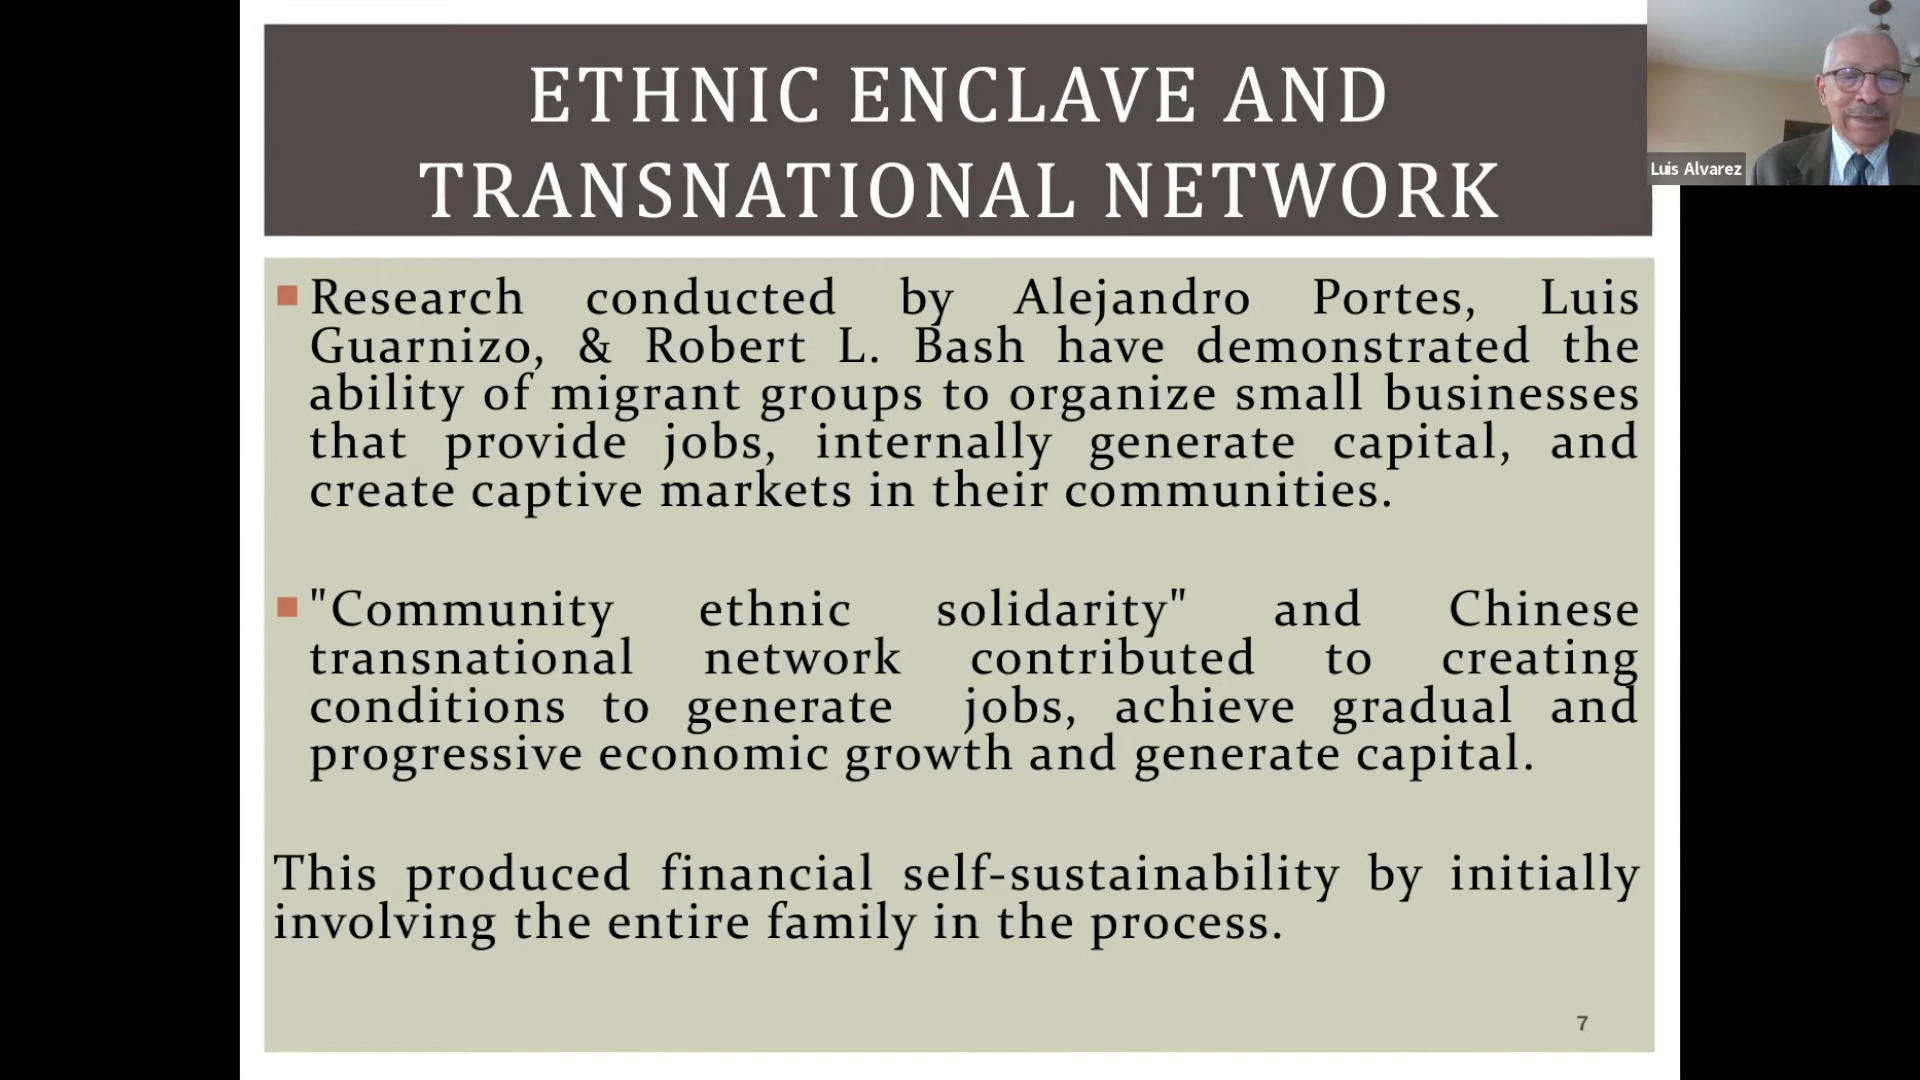 ETHNIC ENCLAVE AND
TRANSNATIONAL NETWORK
Luis Alvarez
Research conducted by Alejandro Portes, Luis
Guarnizo, & Robert L. Bash have demonstrated the
ability of migrant groups to organize small businesses
that provide jobs, internally generate capital, and
create captive markets in their communities.
"Community ethnic solidarity" and Chinese
transnational network contributed to creating
conditions to generate jobs, achieve gradual and
progressive economic growth and generate capital.
This produced financial self-sustainability by initially
involving the entire family in the process.
7